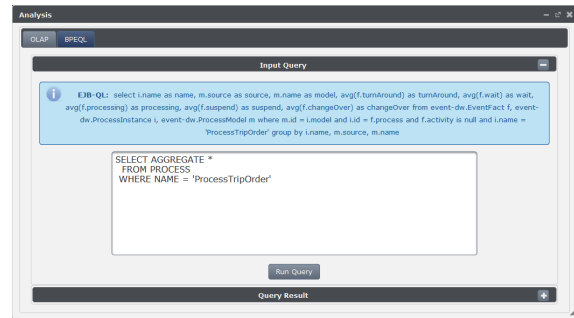 Analysis
OLAP BPEQL
Input Query
EJB-QL: select i.name as name, m.source as source, m.name as model, avg(f.turnAround) as turnAround, avg(f.wait) as wait,
avg(f.processing) as processing, avg(f.suspend) as suspend, avg(f.changeOver) as changeOver from event-dw.EventFact f, event-
dw.ProcessInstance i, event-dw.ProcessModel m where m.id = i.model and i.id = f.process and f.activity is null and i.name =
'ProcessTripOrder' group by i.name, m.source, m.name
SELECT AGGREGATE *
FROM PROCESS
WHERE NAME = 'ProcessTripOrder'
Run Query
Query Result